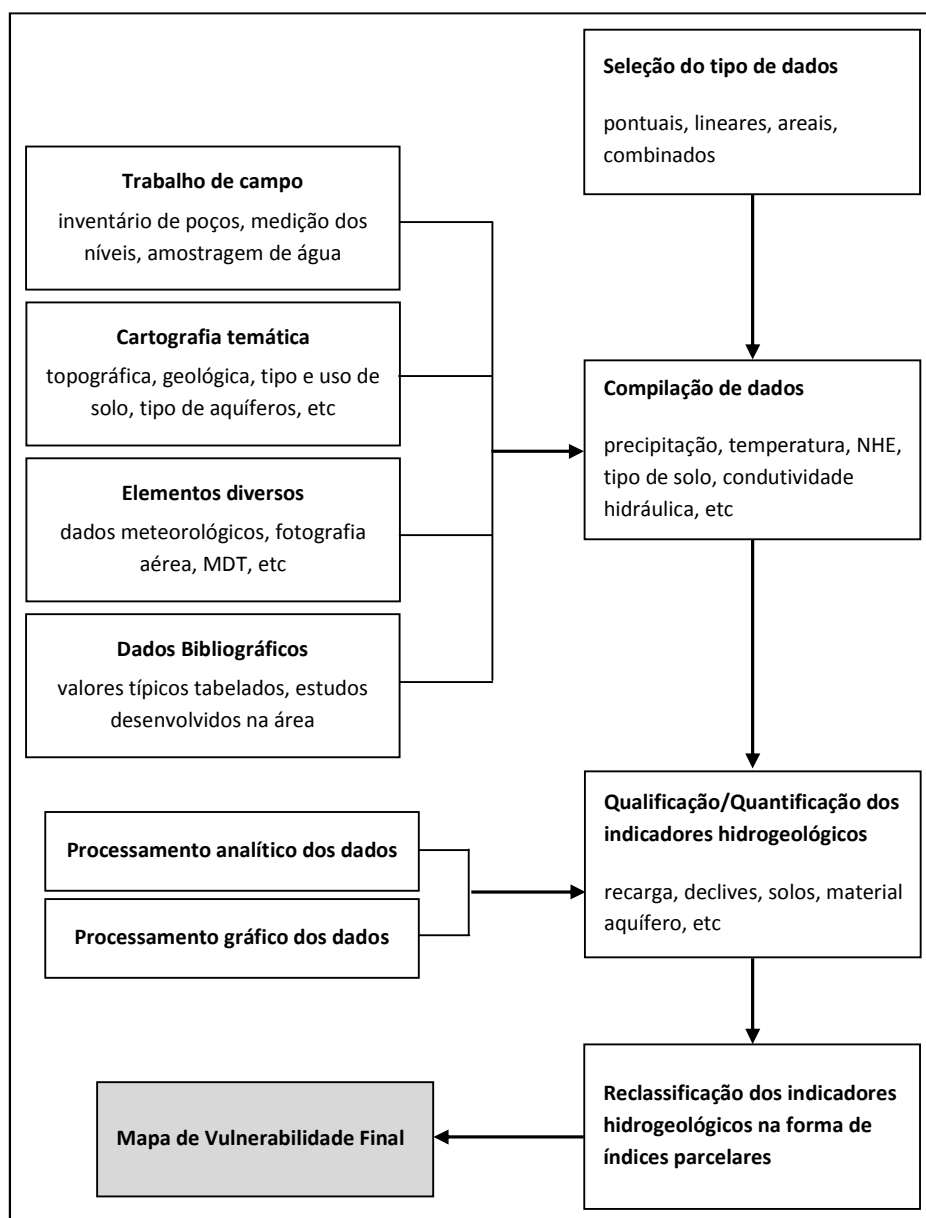 Seleção do tipo de dados
pontuais, lineares, areais,
combinados
Trabalho de campo
inventário de poços, medição dos
níveis, amostragem de água
Cartografia temática
topográfica, geológica, tipo e uso de
solo, tipo de aquíferos, etc
Elementos diversos
dados meteorológicos, fotografia
aérea, MDT, etc
Dados Bibliográficos
valores típicos tabelados, estudos
desenvolvidos na área
Compilação de dados
precipitação, temperatura, NHE,
tipo de solo, condutividade
hidráulica, etc
Processamento analítico dos dados
Processamento gráfico dos dados
Qualificação/Quantificação dos
indicadores hidrogeológicos
recarga, declives, solos, material
aquífero, etc
Reclassificação dos indicadores
hidrogeológicos na forma de
índices parcelares
Mapa de Vulnerabilidade Final